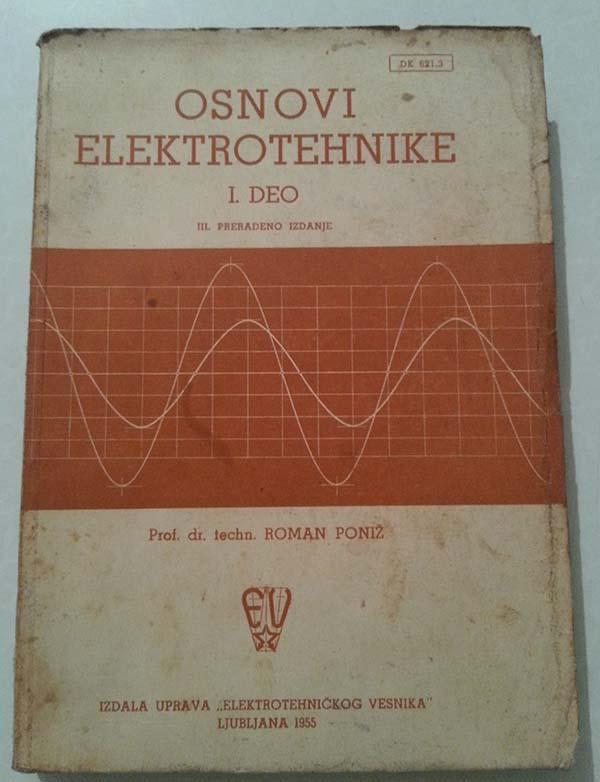 DK 621.3
OSNOVI
ELEKTROTEHNIKE
I. DEO
III. PRERAĐENO IZDANJE
Prof. dr. techn. ROMAN PONIŽ
EV
IZDALA UPRAVA „ELEKTROTEHNIČKOG VESNIKA"
LJUBLJANA 1955